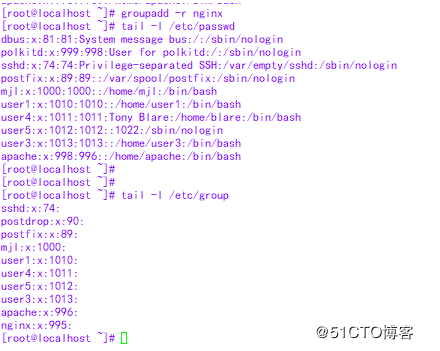 [root@localhost ~]# groupadd -r nginx
[root@localhost ~]# tail -l /etc/passwd
dbus:x:81:81:System message bus:/:/sbin/nologin
polkitd:x:999:998:User for polkitd:/:/sbin/nologin
sshd:x:74:74:Privilege-separated SSH:/var/empty/sshd:/sbin/nologin
postfix:x:89:89::/var/spool/postfix:/sbin/nologin
mjl:x:1000:1000::/home/mjl:/bin/bash
user1:x:1010:1010::/home/user1:/bin/bash
user4:x:1011:1011:Tony Blare:/home/blare:/bin/bash
user5:x:1012:1012::1022:/sbin/nologin
user3:x:1013:1013::/home/user3:/bin/bash
apache:x:998:996::/home/apache:/bin/bash
[root@localhost ~]#
[root@localhost ~]#
[root@localhost ~]# tail -l /etc/group
sshd:x:74:
postdrop:x:90:
postfix:x:89:
mjl:x:1000:
user1:x:1010:
user4:x:1011:
user5:x:1012:
user3:x:1013:
apache:x:996:
nginx:x:995:
[root@localhost ~]#
@51CTO博客